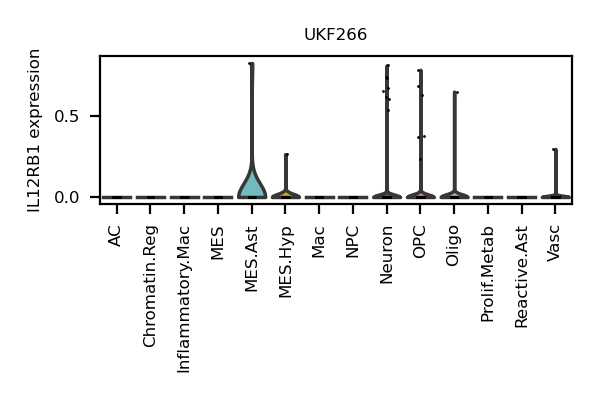 UKF266
IL12RB1 expression
0.5
0.0
AC
Chromatin.Reg
Inflammatory.Mac
MES
MES.Ast
MES.Hyp
Mac
NPC
Neuron
OPC
Oligo
Prolif.Metab
Reactive.Ast
Vasc